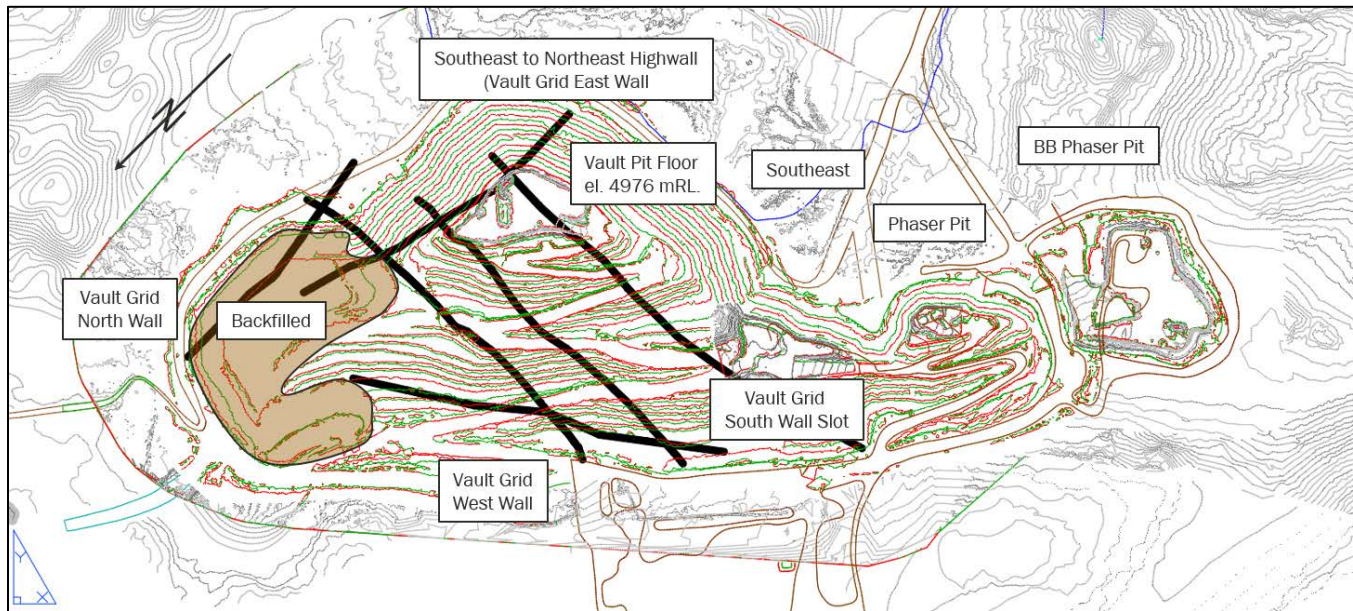 Southeast to Northeast Highwall
(Vault Grid East Wall
Vault Pit Floor
el. 4976 mRL.
Southeast
BB Phaser Pit
Phaser Pit
Vault Grid
North Wall
Backfilled
Vault Grid
South Wall Slot
Vault Grid
West Wall
N
Y
X